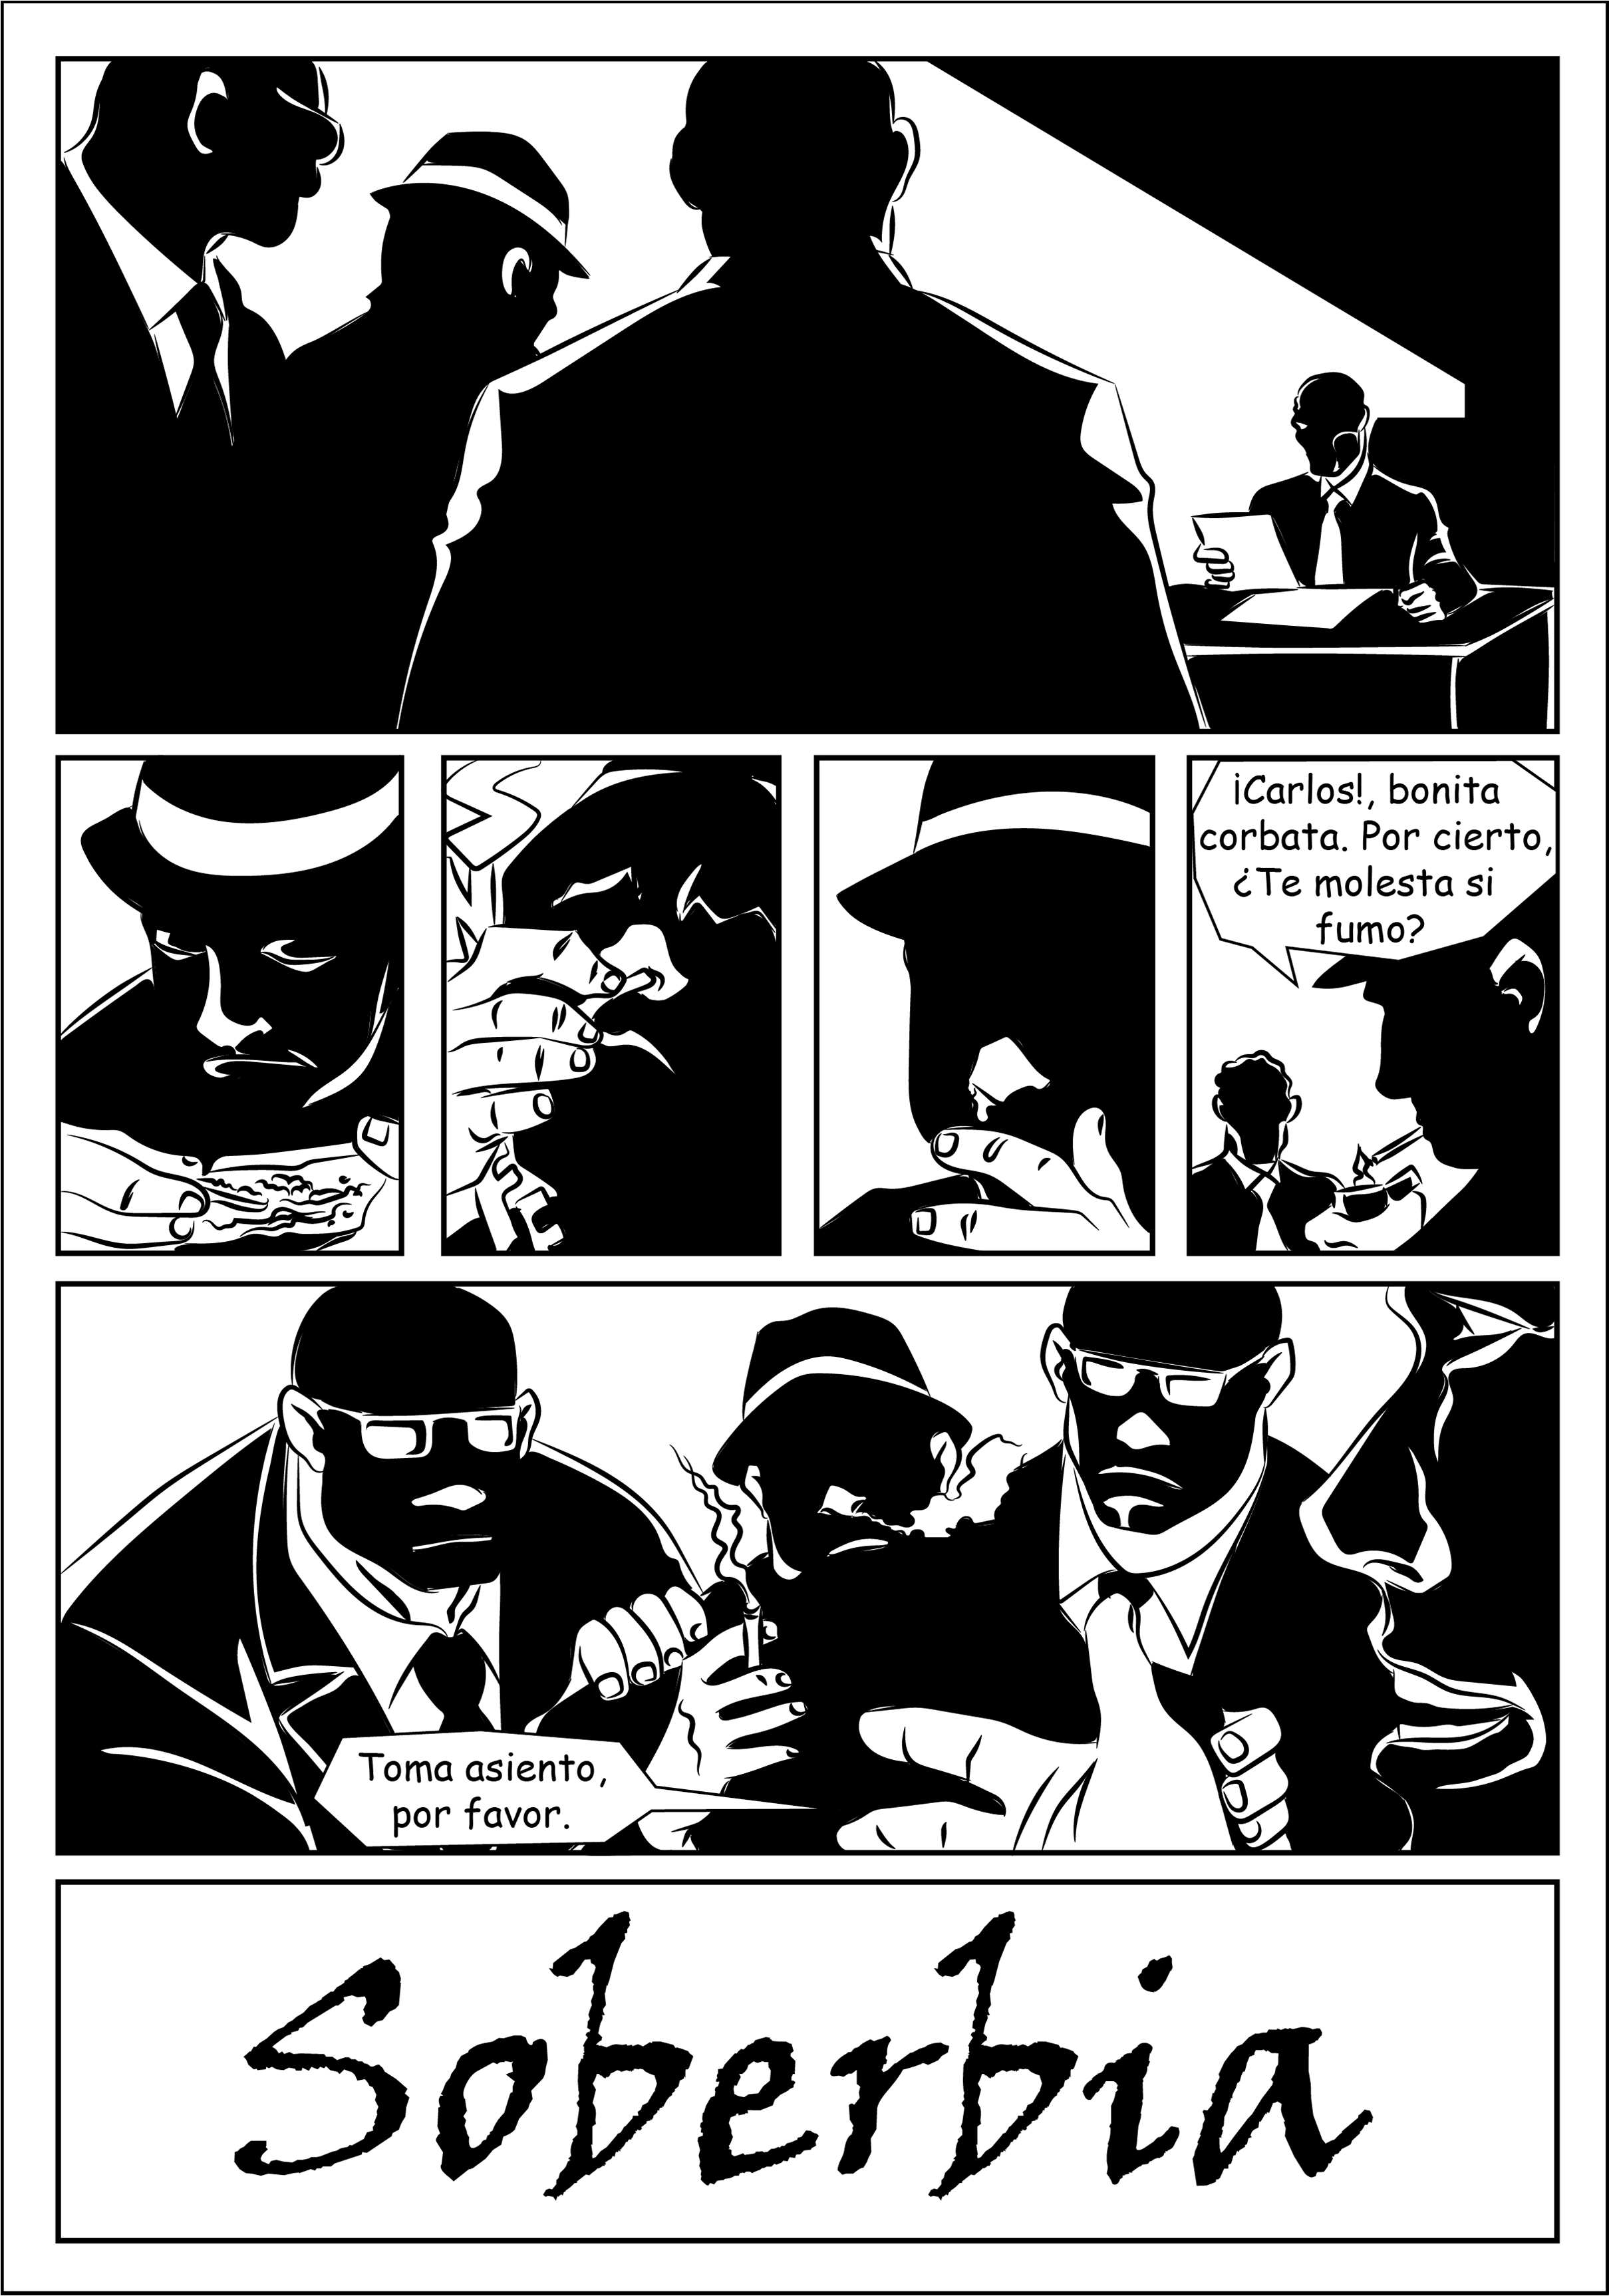 ¡Carlos!, bonita
corbata. Por cierto,
¿Te molesta si
fumo?
Toma asiento,
por favor.
Soberbia